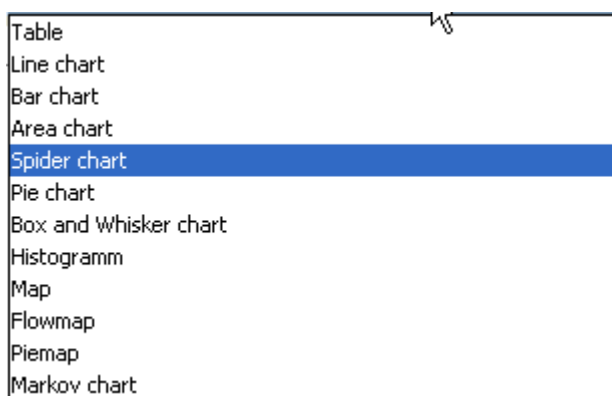 Table
Line chart
Bar chart
Area chart
Spider chart
Pie chart
Box and Whisker chart
Histogramm
Map
Flowmap
Piemap
Markov chart